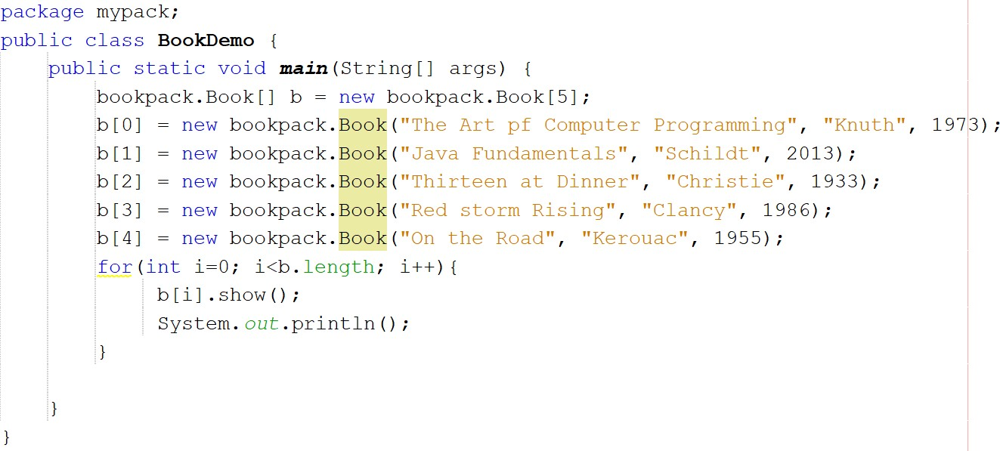 package mypack;
public class BookDemo {
    public static void main(String[] args) {
        bookpack.Book[] b = new bookpack.Book[5];
        b[0] = new bookpack.Book("The Art pf Computer Programming", "Knuth", 1973);
        b[1] = new bookpack.Book("Java Fundamentals", "Schildt", 2013);
        b[2] = new bookpack.Book("Thirteen at Dinner", "Christie", 1933);
        b[3] = new bookpack.Book("Red storm Rising", "Clancy", 1986);
        b[4] = new bookpack.Book("On the Road", "Kerouac", 1955);
        for(int i=0; i<b.length; i++){
             b[i].show();
             System.out.println();
        }
    }
}